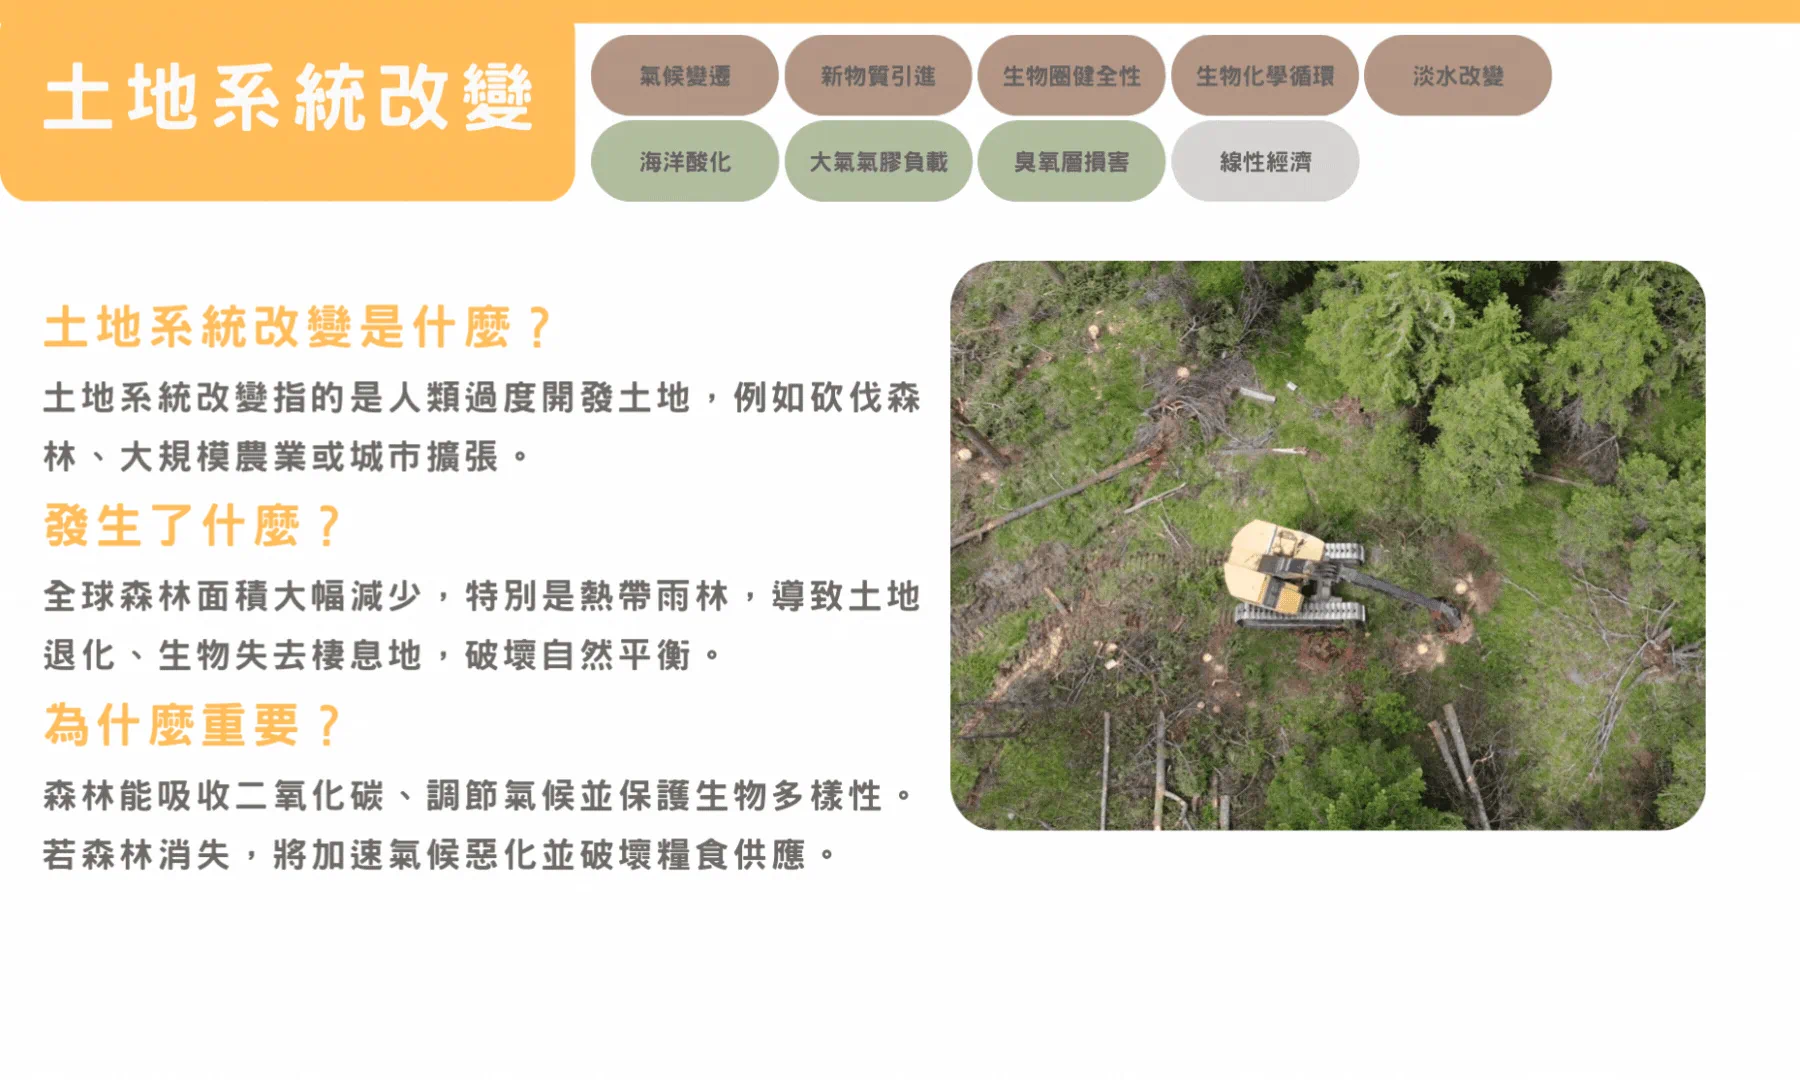 土地系統改變
氣候變遷
新物質引進
生物圈健全性
生物化學循環
淡水改變
海洋酸化
大氣氣膠負載
臭氧層損害
線性經濟
土地系統改變是什麼？
土地系統改變指的是人類過度開發土地，例如砍伐森
林、大規模農業或城市擴張。
發生了什麼？
全球森林面積大幅減少，特別是熱帶雨林，導致土地
退化、生物失去棲息地，破壞自然平衡。
為什麼重要？
森林能吸收二氧化碳、調節氣候並保護生物多樣性。
若森林消失，將加速氣候惡化並破壞糧食供應。